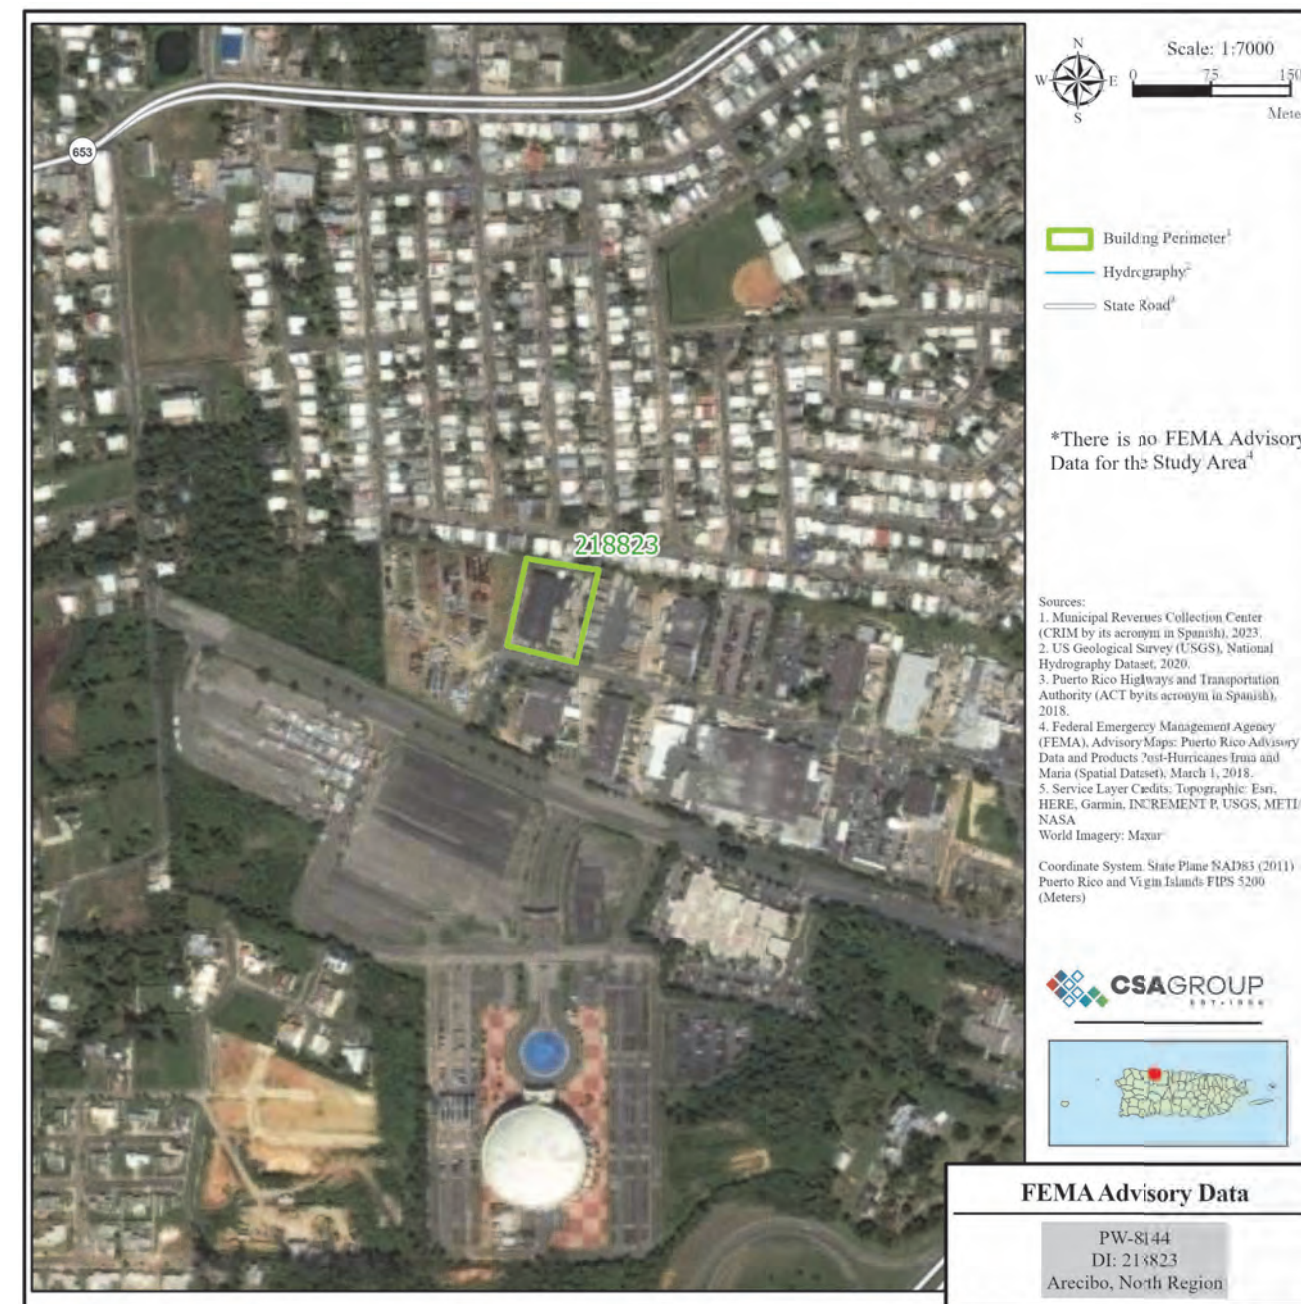 N
W
E
S
Scale: 1:7000
0 75 150
Mete
653
Building Perimeter1
Hydrography2
State Road3
*There is no FEMA Advisory
Data for the Study Area4
218823
Sources:
1. Municipal Revenues Collection Center
(CRIM by its acronym in Spanish), 2023.
2. US Geological Survey (USGS), National
Hydrography Dataset, 2020.
3. Puerto Rico Highways and Transportation
Authority (ACT by its acronym in Spanish),
2018.
4. Federal Emergency Management Agency
(FEMA), Advisory Maps: Puerto Rico Advisory
Data and Products Post-Hurricanes Irma and
Maria (Spatial Dataset), March 1, 2018.
5. Service Layer Credits: Topographic: Esri,
HERE, Garmin, INCREMENT P, USGS, METI/
NASA
World Imagery: Maxar
Coordinate System: State Plane NAD83 (2011)
Puerto Rico and Virgin Islands FIPS 5200
(Meters)
CSAGROUP
EST•1956
FEMA Advisory Data
PW-8144
DI: 218823
Arecibo, North Region